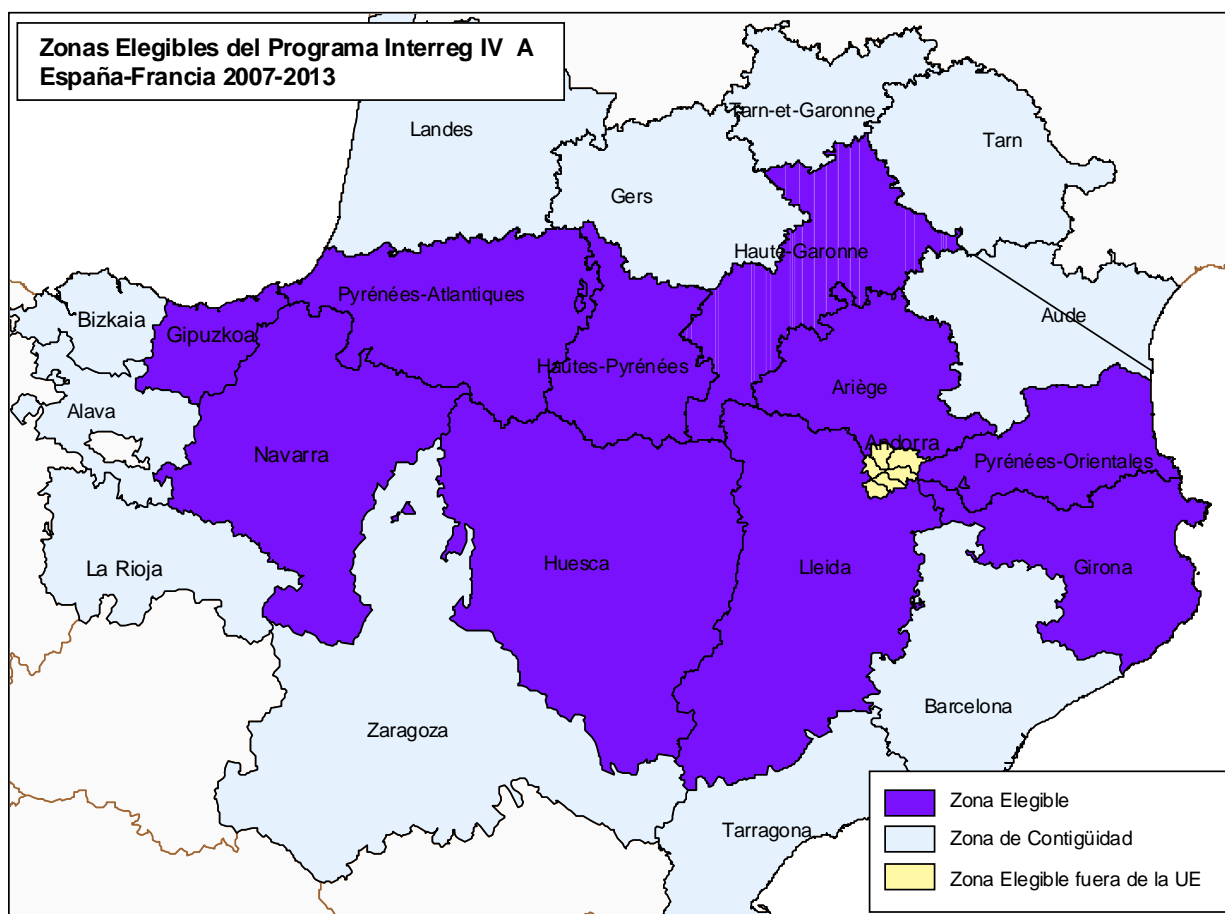 Zonas Elegibles del Programa Interreg IV A
España-Francia 2007-2013
Landes
Tarn-et-Garonne
Tarn
Gers
Haute-Garonne
Pyrénées-Atlantiques
Bizkaia
Gipuzkoa
Aude
Hautes-Pyrénées
Ariège
Alava
Andorra
Navarra
Pyrénées-Orientales
La Rioja
Huesca
Lleida
Girona
Barcelona
Zaragoza
Tarragona
Zona Elegible
Zona de Contigüidad
Zona Elegible fuera de la UE